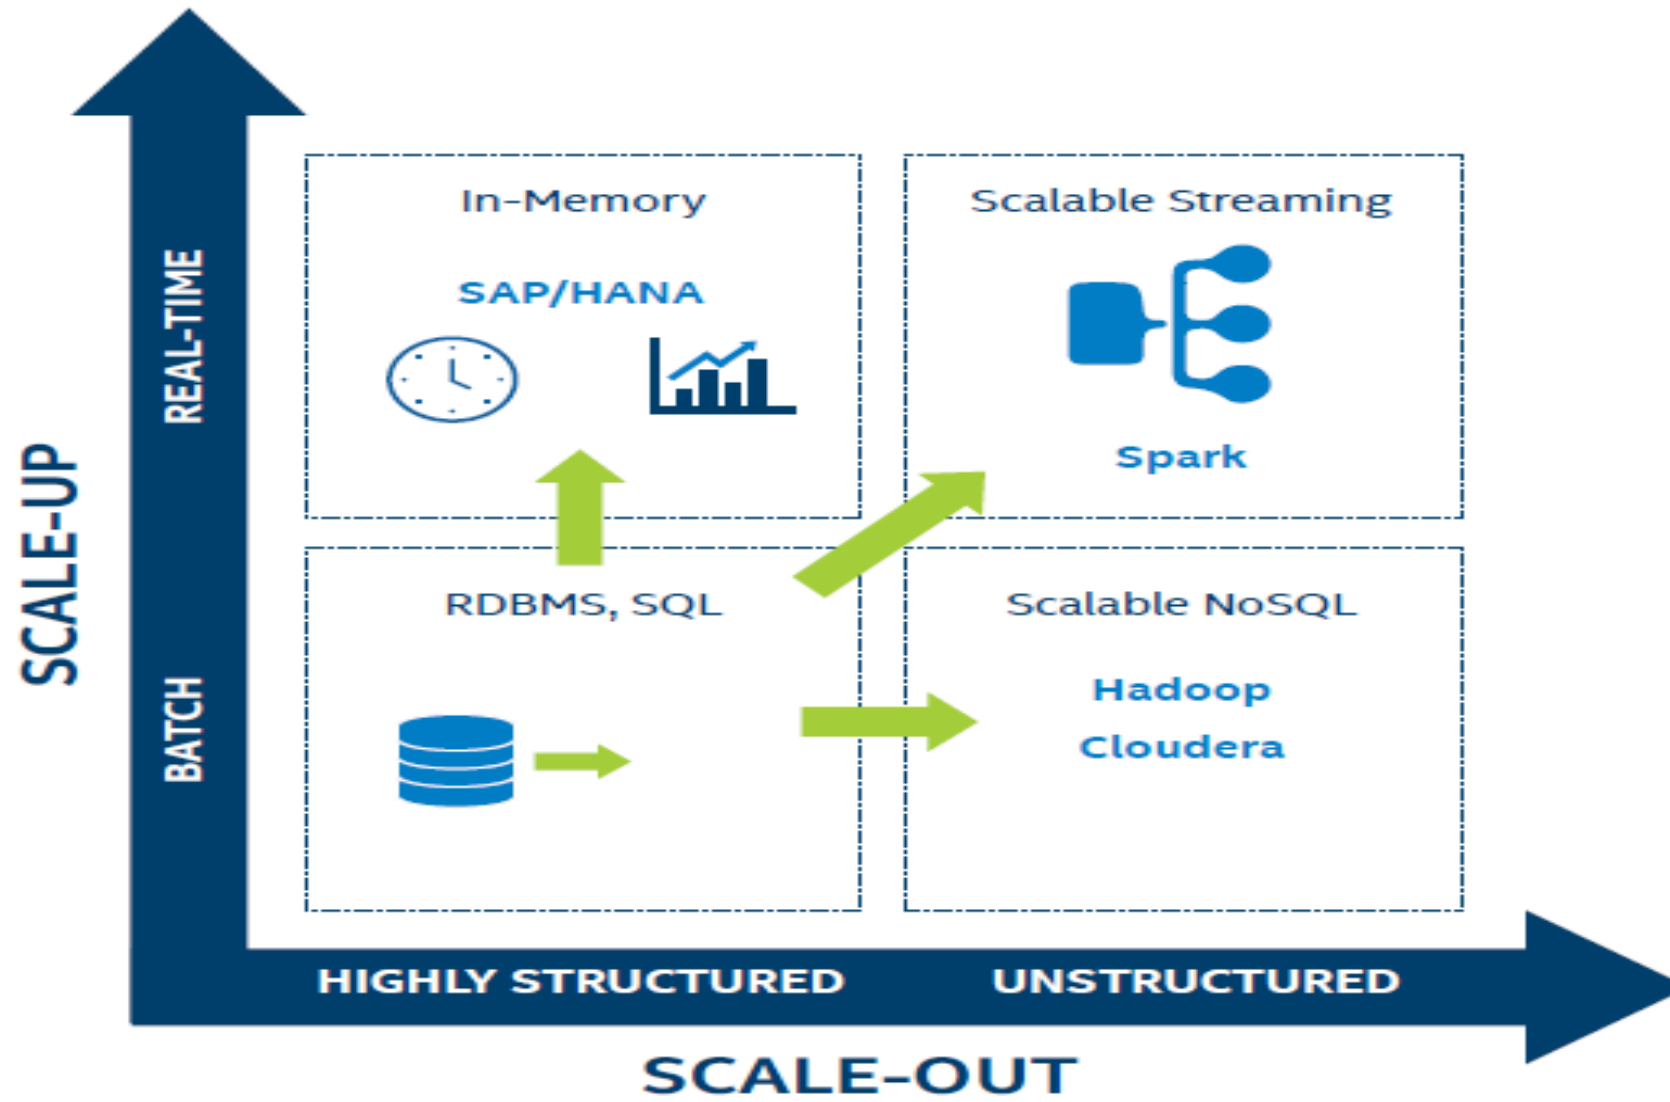 In-Memory
SAP/HANA
Scalable Streaming
Spark
RDBMS, SQL
Scalable NoSQL
Hadoop
Cloudera
SCALE-UP
REAL-TIME
BATCH
HIGHLY STRUCTURED
UNSTRUCTURED
SCALE-OUT